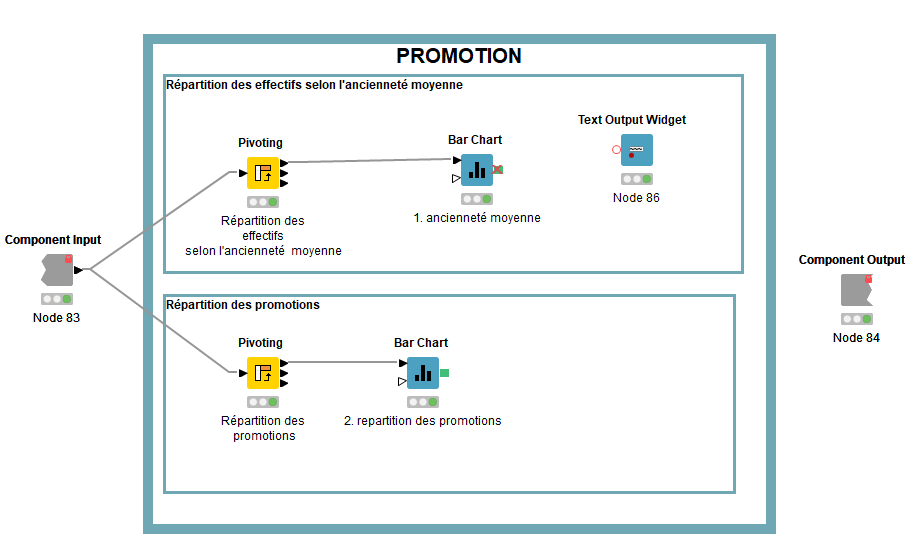 PROMOTION
Répartition des effectifs selon l'ancienneté moyenne
Text Output Widget
Pivoting
Bar Chart
Node 86
Répartition des
effectifs
selon l'ancienneté  moyenne
1. ancienneté moyenne
Component Input
Node 83
Component Output
Node 84
Répartition des promotions
Pivoting
Bar Chart
Répartition des
promotions
2. repartition des promotions